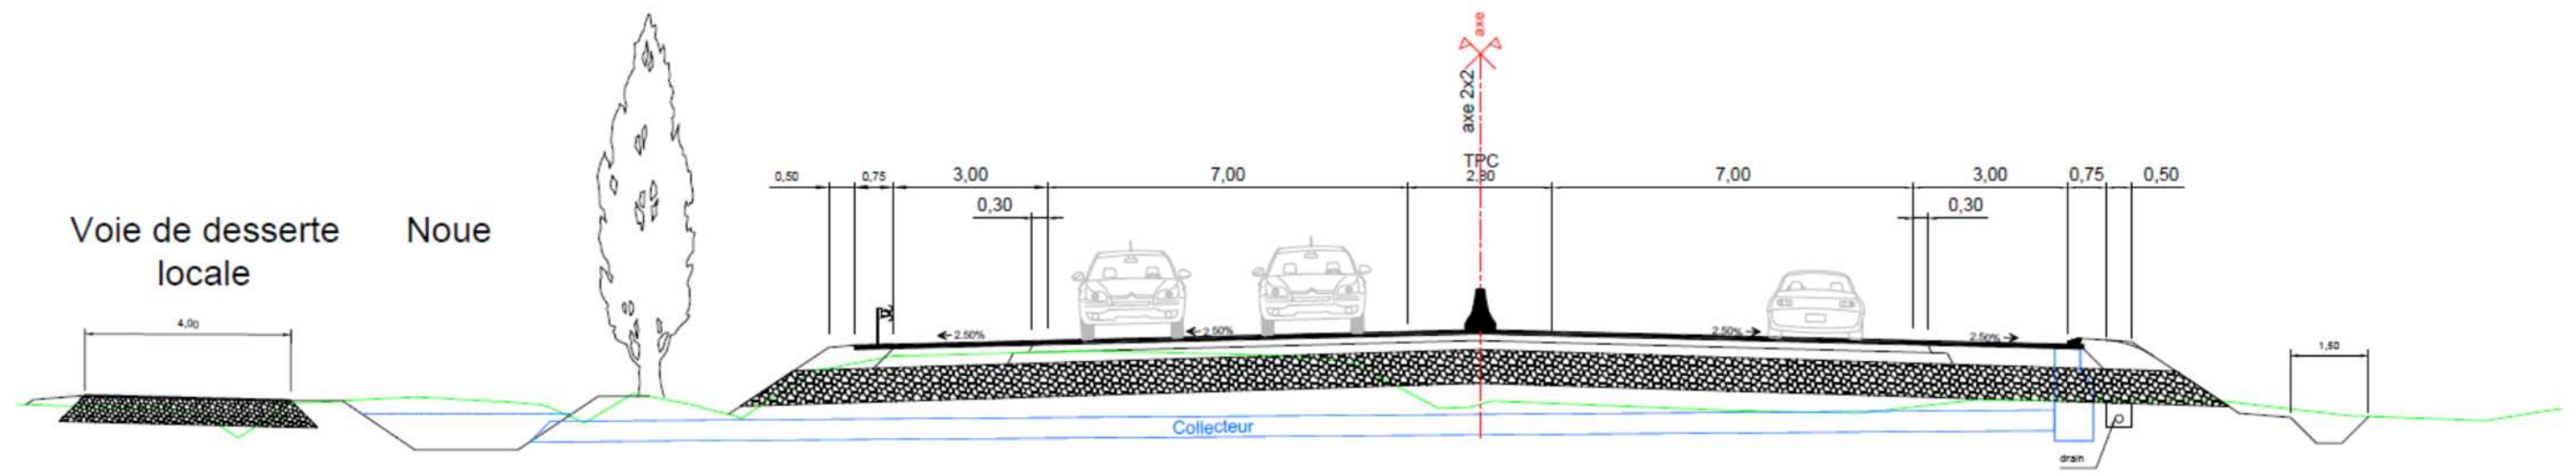 axe
axe 2x2
TPC
0,50
0,75
3,00
7,00
2,80
7,00
3,00
0,75
0,50
0,30
0,30
Voie de desserte
locale
Noue
4,00
2.50%
2.50%
2.50%
2.50%
1,50
Collecteur
drain